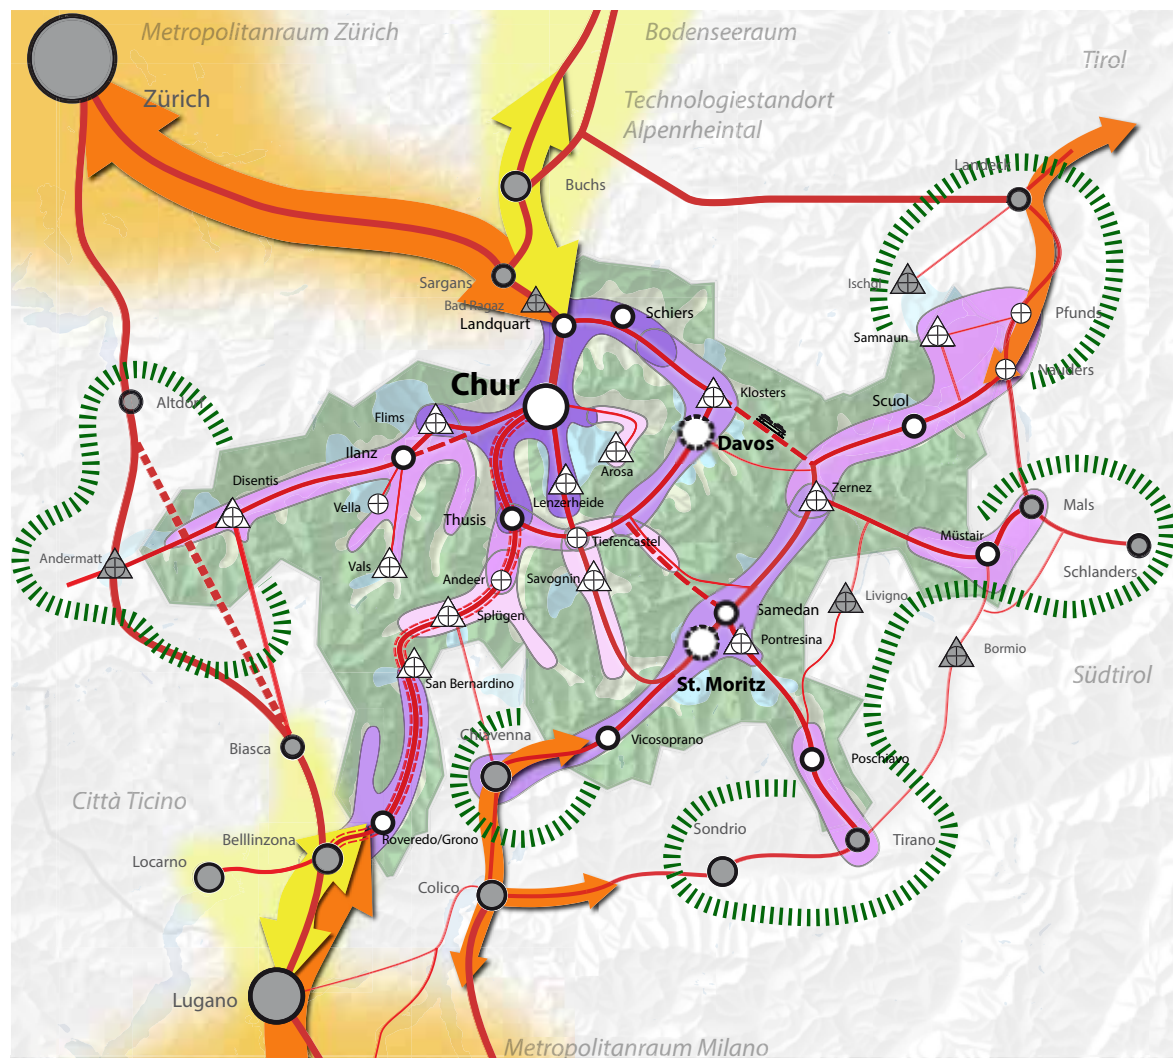 Metropolitanraum Zürich
Bodenseeraum
Tirol
Zürich
Technologiestandort
Alpenrheintal
Landeck
Buchs
Sargans
Ischgl
Bad Ragaz
Landquart
Schiers
Pfunds
Samnaun
Nauders
Chur
Klosters
Altdorf
Flims
Scuol
Davos
Ilanz
Arosa
Disentis
Zernez
Vella
Lenzerheide
Mals
Thusis
Müstair
Tiefencastel
Andermatt
Vals
Andeer
Savognin
Schlanders
Livigno
Splügen
Samedan
Pontresina
Bormio
San Bernardino
St. Moritz
Südtirol
Chiavenna
Vicosoprano
Biasca
Poschiavo
Città Ticino
Sondrio
Tirano
Belllinzona
Roveredo/Grono
Locarno
Colico
Lugano
Metropolitanraum Milano